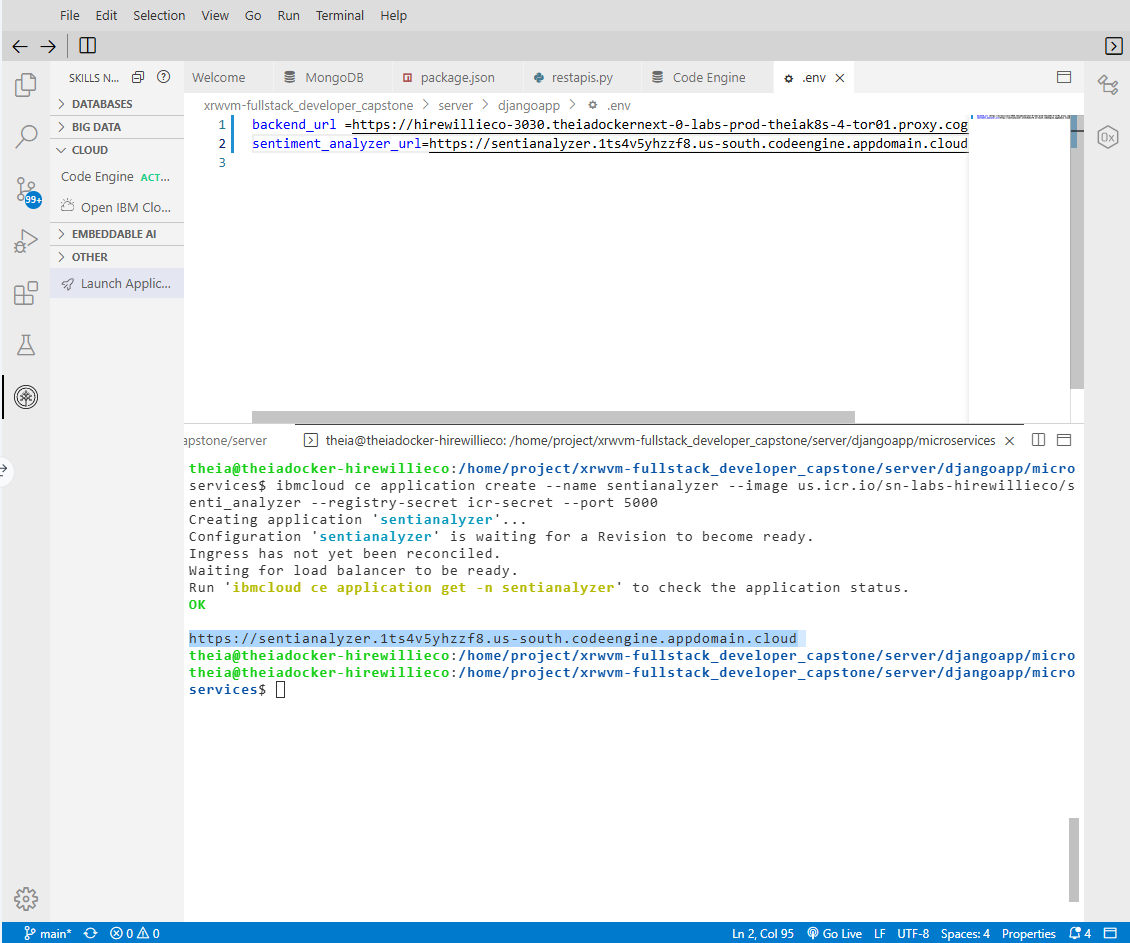 File Edit Selection View Go Run Terminal Help
SKILLS N...
Welcome
MongoDB
package.json
restapis.py
Code Engine
.env
DATABASES
BIG DATA
CLOUD
Code Engine ACT...
Open IBM Clo...
EMBEDDABLE AI
OTHER
Launch Applic...
99+
xrwvm-fullstack_developer_capstone > server > djangoapp > .env
1 backend_url =https://hirewillieco-3030.theiadockernext-0-labs-prod-theiak8s-4-tor01.proxy.cog
2 sentiment_analyzer_url=https://sentianalyzer.1ts4v5yhzzf8.us-south.codeengine.appdomain.cloud
3
0x
apstone/server
theia@theiadocker-hirewillieco: /home/project/xrwvm-fullstack_developer_capstone/server/djangoapp/microservices
theia@theiadocker-hirewillieco:/home/project/xrwvm-fullstack_developer_capstone/server/djangoapp/micro
services$ ibmcloud ce application create --name sentianalyzer --image us.icr.io/sn-labs-hirewillieco/s
enti_analyzer --registry-secret icr-secret --port 5000
Creating application 'sentianalyzer'...
Configuration 'sentianalyzer' is waiting for a Revision to become ready.
Ingress has not yet been reconciled.
Waiting for load balancer to be ready.
Run 'ibmcloud ce application get -n sentianalyzer' to check the application status.
OK
https://sentianalyzer.1ts4v5yhzzf8.us-south.codeengine.appdomain.cloud
theia@theiadocker-hirewillieco:/home/project/xrwvm-fullstack_developer_capstone/server/djangoapp/micro
theia@theiadocker-hirewillieco:/home/project/xrwvm-fullstack_developer_capstone/server/djangoapp/micro
services$
main* 0 0 Ln 2, Col 95 Go Live LF UTF-8 Spaces: 4 Properties 4